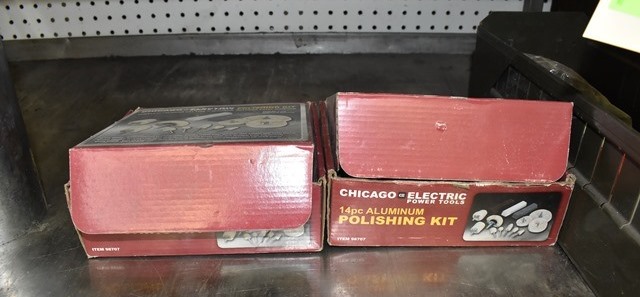 ITEM 96707
CHICAGO ELECTRIC
POWER TOOLS
14pc ALUMINUM
POLISHING KIT
ITEM 96707